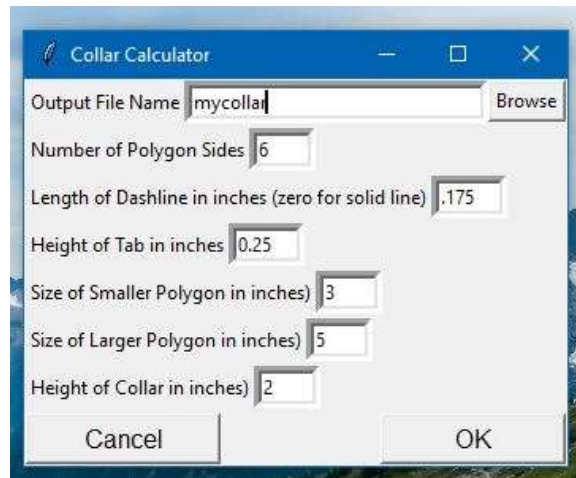 Collar Calculator
Output File Name mycollar Browse
Number of Polygon Sides 6
Length of Dashline in inches (zero for solid line) .175
Height of Tab in inches 0.25
Size of Smaller Polygon in inches) 3
Size of Larger Polygon in inches) 5
Height of Collar in inches) 2
Cancel OK